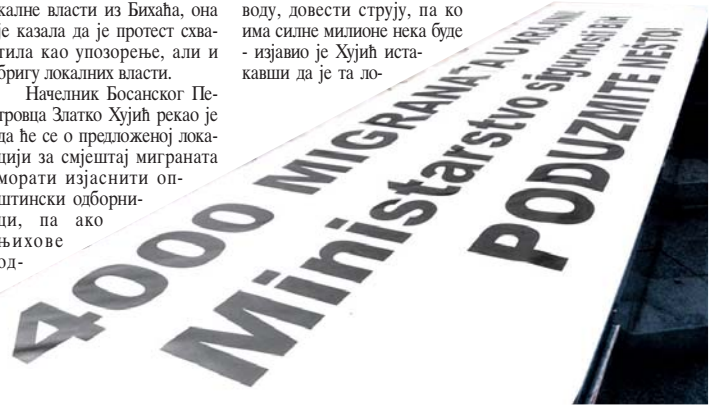 калне власти из Бихаћа, она
је казала да је протест схва-
тила као упозорење, али и
бригу локалних власти.
Начелник Босанског Пе-
тровца Златко Хујић рекао је
да ће се о предложеној лока-
цији за смјештај миграната
морати изјаснити оп-
штински одборни-
ци, па ако
њихове
од-
воду, довести струју, па ко
има силне милионе нека буде
- изјавио је Хујић иста-
кавши да је та ло-
4000 MIGRANATA U KRAJINI
Ministarstvo sigurnosti BiH
PODUZMITE NEŠTO!